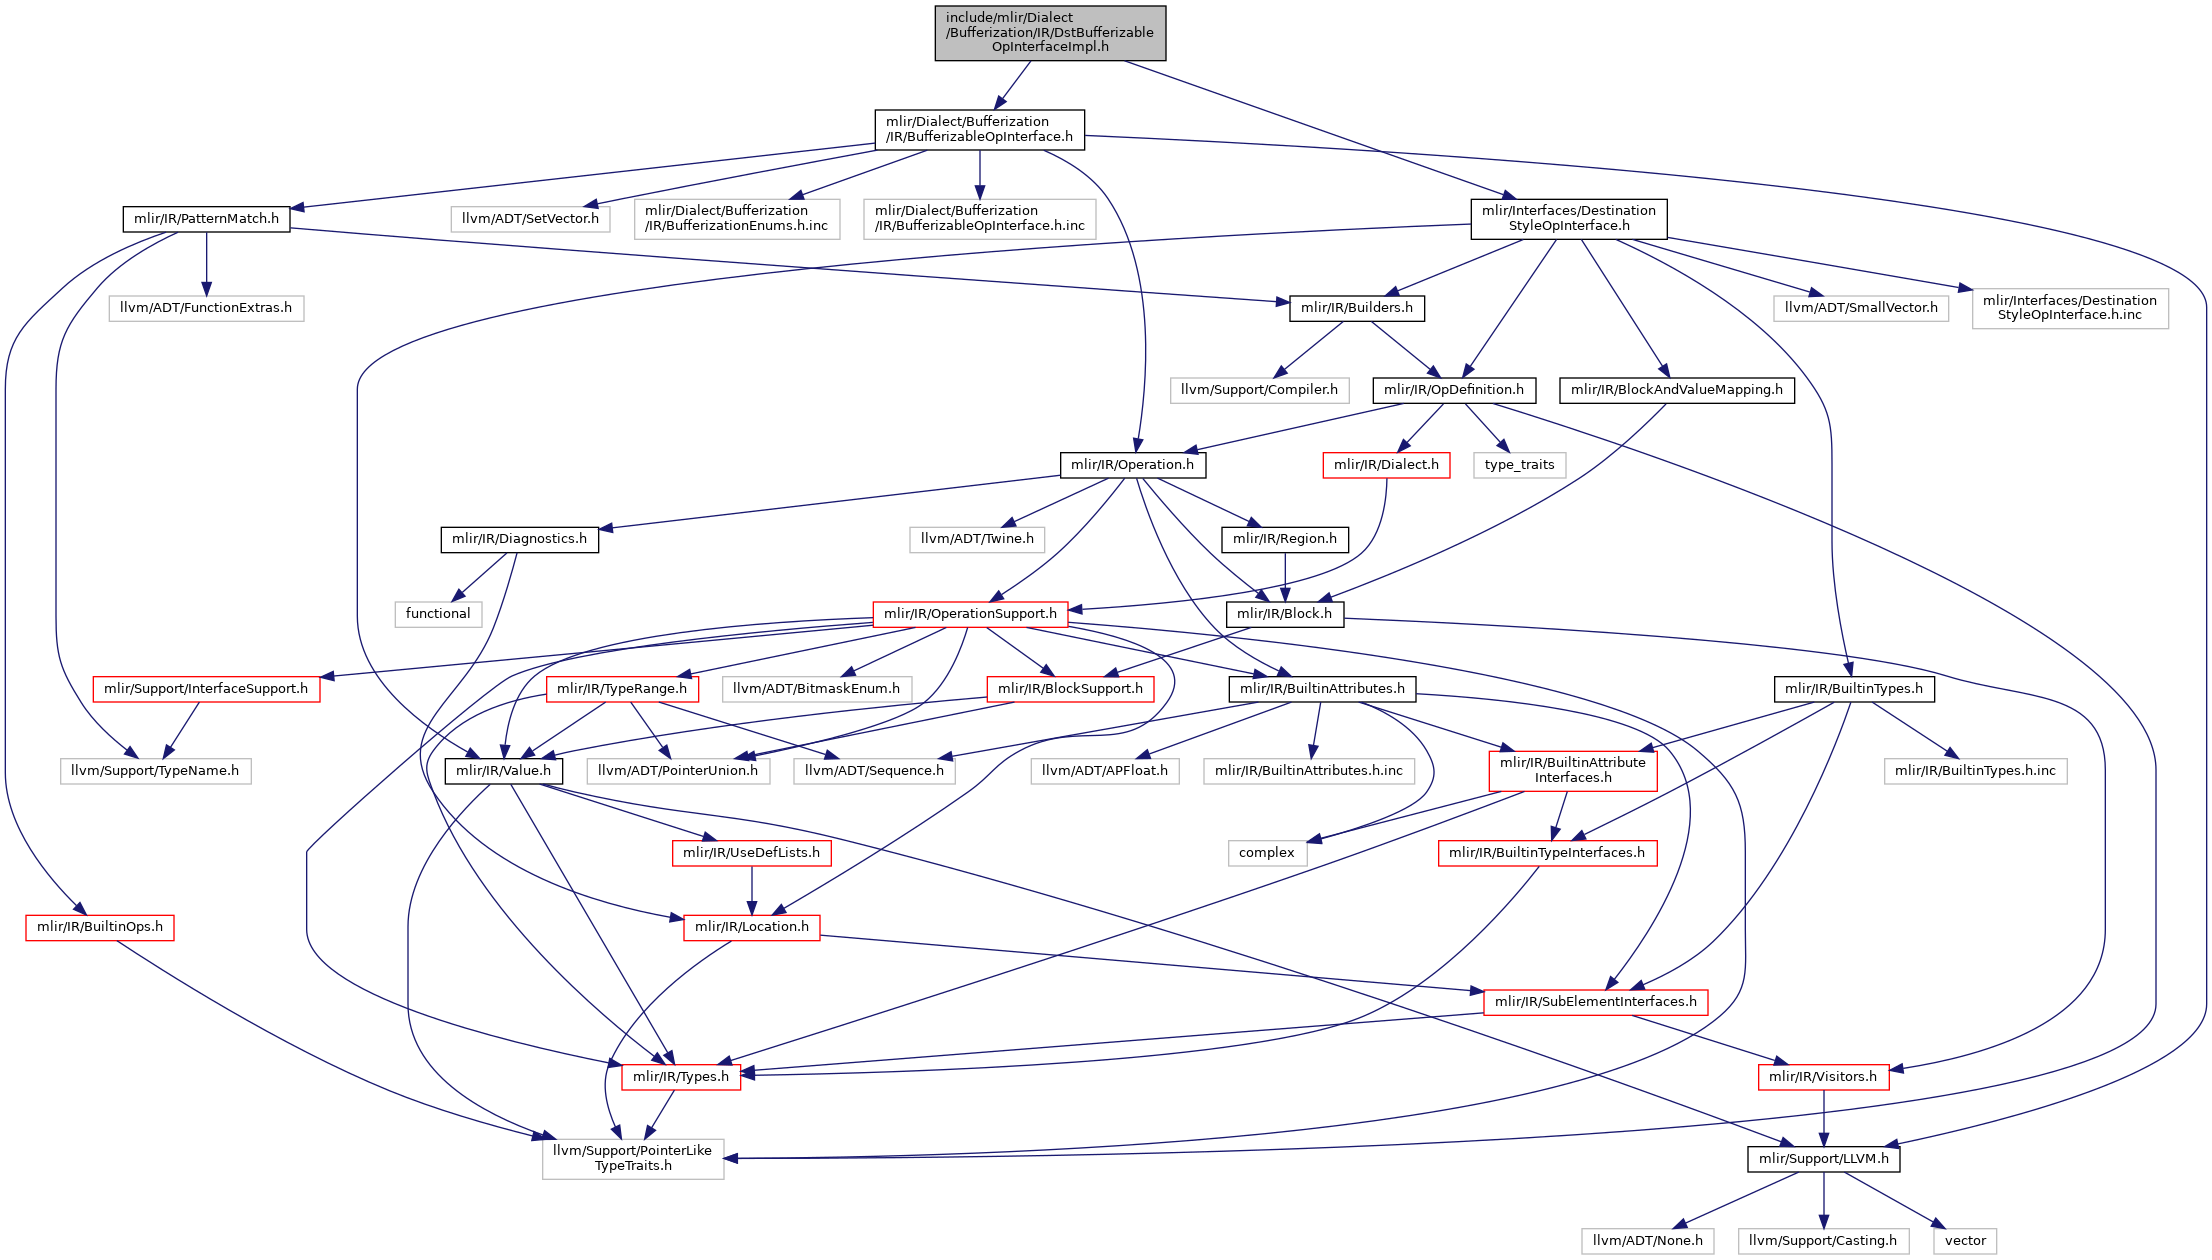 include/mlir/Dialect
/Bufferization/IR/DstBufferizable
OpInterfaceImpl.h
mlir/Dialect/Bufferization
/IR/BufferizableOpInterface.h
mlir/IR/PatternMatch.h
llvm/ADT/SetVector.h
mlir/Dialect/Bufferization
/IR/BufferizationEnums.h.inc
mlir/Dialect/Bufferization
/IR/BufferizableOpInterface.h.inc
mlir/Interfaces/Destination
StyleOpInterface.h
llvm/ADT/FunctionExtras.h
mlir/IR/Builders.h
llvm/ADT/SmallVector.h
mlir/Interfaces/Destination
StyleOpInterface.h.inc
llvm/Support/Compiler.h
mlir/IR/OpDefinition.h
mlir/IR/BlockAndValueMapping.h
mlir/IR/Operation.h
mlir/IR/Dialect.h
type_traits
mlir/IR/Diagnostics.h
llvm/ADT/Twine.h
mlir/IR/Region.h
functional
mlir/IR/OperationSupport.h
mlir/IR/Block.h
mlir/Support/InterfaceSupport.h
mlir/IR/TypeRange.h
llvm/ADT/BitmaskEnum.h
mlir/IR/BlockSupport.h
mlir/IR/BuiltinAttributes.h
mlir/IR/BuiltinTypes.h
llvm/Support/TypeName.h
mlir/IR/Value.h
llvm/ADT/PointerUnion.h
llvm/ADT/Sequence.h
llvm/ADT/APFloat.h
mlir/IR/BuiltinAttributes.h.inc
mlir/IR/BuiltinAttribute
Interfaces.h
mlir/IR/BuiltinTypes.h.inc
mlir/IR/UseDefLists.h
complex
mlir/IR/BuiltinTypeInterfaces.h
mlir/IR/BuiltinOps.h
mlir/IR/Location.h
mlir/IR/SubElementInterfaces.h
mlir/IR/Types.h
mlir/IR/Visitors.h
llvm/Support/PointerLike
TypeTraits.h
mlir/Support/LLVM.h
llvm/ADT/None.h
llvm/Support/Casting.h
vector